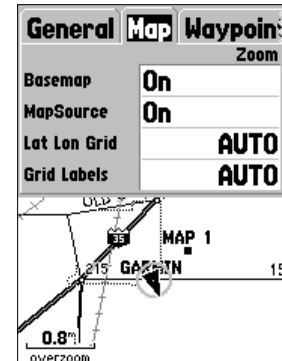 General Map Waypoin
Zoom
Basemap On
MapSource On
Lat Lon Grid AUTO
Grid Labels AUTO
35
MAP 1
215 GARMIN 15
0.8
overzoom